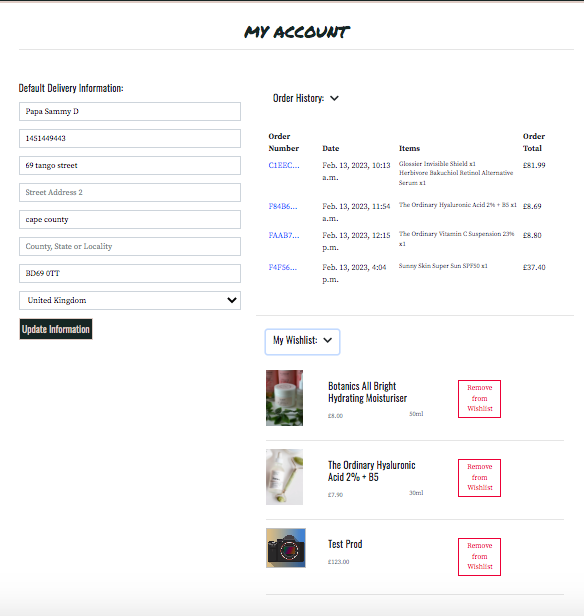 MY ACCOUNT
Default Delivery Information:
Papa Sammy D
1451449443
69 tango street
Street Address 2
cape county
County, State or Locality
BD69 0TT
United Kingdom
Update Information
Order History:
Order Number Date Items Order Total
C1EEC... Feb. 13, 2023, 10:13 a.m. Glossier Invisible Shield x1 £81.99
Herbivore Bakuchiol Retinol Alternative Serum x1
F84B6... Feb. 13, 2023, 11:54 a.m. The Ordinary Hyaluronic Acid 2% + B5 x1 £8.69
FAAB7... Feb. 13, 2023, 12:15 p.m. The Ordinary Vitamin C Suspension 23% x1 £8.80
F4F56... Feb. 13, 2023, 4:04 p.m. Sunny Skin Super Sun SPF50 x1 £37.40
My Wishlist:
Botanics All Bright
Hydrating Moisturiser
£8.00 50ml
Remove
from
Wishlist
The Ordinary Hyaluronic
Acid 2% + B5
£7.90 30ml
Remove
from
Wishlist
Test Prod
£123.00
Remove
from
Wishlist